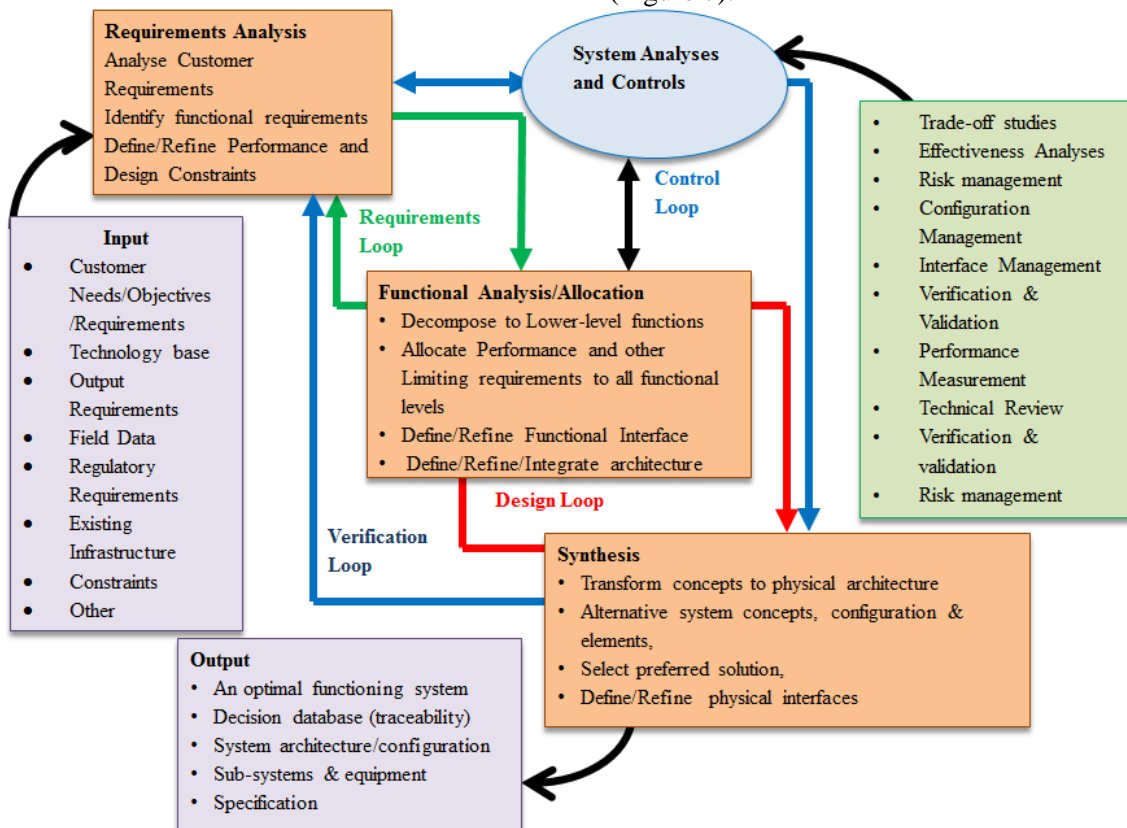 Requirements Analysis
Analyse Customer
Requirements
Identify functional requirements
Define/Refine Performance and
Design Constraints
System Analyses
and Controls
• Trade-off studies
• Effectiveness Analyses
• Risk management
• Configuration
Management
• Interface Management
• Verification &
Validation
• Performance
Measurement
• Technical Review
• Verification &
validation
• Risk management
Control
Loop
Requirements
Loop
Input
• Customer
Needs/Objectives
/Requirements
• Technology base
• Output
Requirements
• Field Data
• Regulatory
Requirements
• Existing
Infrastructure
• Constraints
• Other
Functional Analysis/Allocation
• Decompose to Lower-level functions
• Allocate Performance and other
Limiting requirements to all functional
levels
• Define/Refine Functional Interface
• Define/Refine/Integrate architecture
Design Loop
Verification
Loop
Synthesis
• Transform concepts to physical architecture
• Alternative system concepts, configuration &
elements,
• Select preferred solution,
• Define/Refine physical interfaces
Output
• An optimal functioning system
• Decision database (traceability)
• System architecture/configuration
• Sub-systems & equipment
• Specification